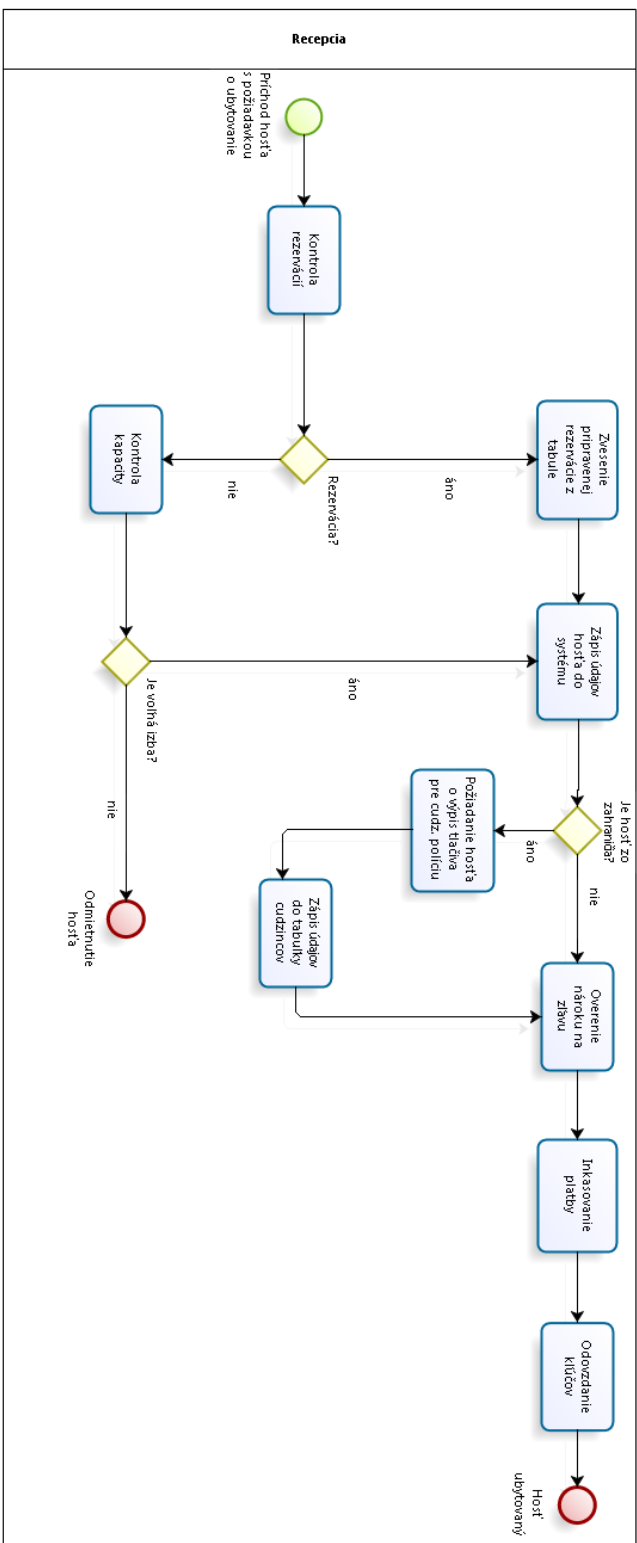 Recepcia
Príchod hosťa
s požiadavkou
o ubytovanie
Kontrola
rezervácií
Rezervácia?
áno
nie
Zvesenie
pripravenej
rezervácie z
tabule
Kontrola
kapacity
Je voľná izba?
áno
nie
Odmietnutie
hosťa
Zápis údajov
hosťa do
systému
Je hosť zo
zahraničia?
áno
nie
Požiadanie hosťa
o výpis tlačiva
pre cudz. políciu
Zápis údajov
do tabulky
cudzincov
Overenie
nároku na
zľavu
Inkasovanie
platby
Odovzdanie
kľúčov
Hosť
ubytovaný